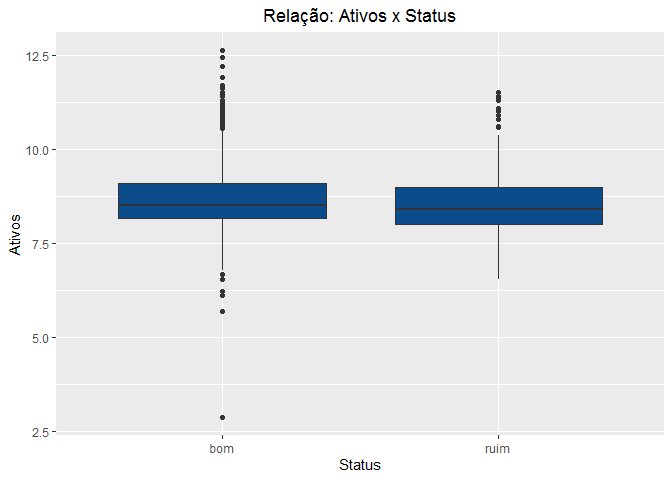 Relação: Ativos x Status
12.5
10.0
7.5
5.0
2.5
Ativos
bom
ruim
Status